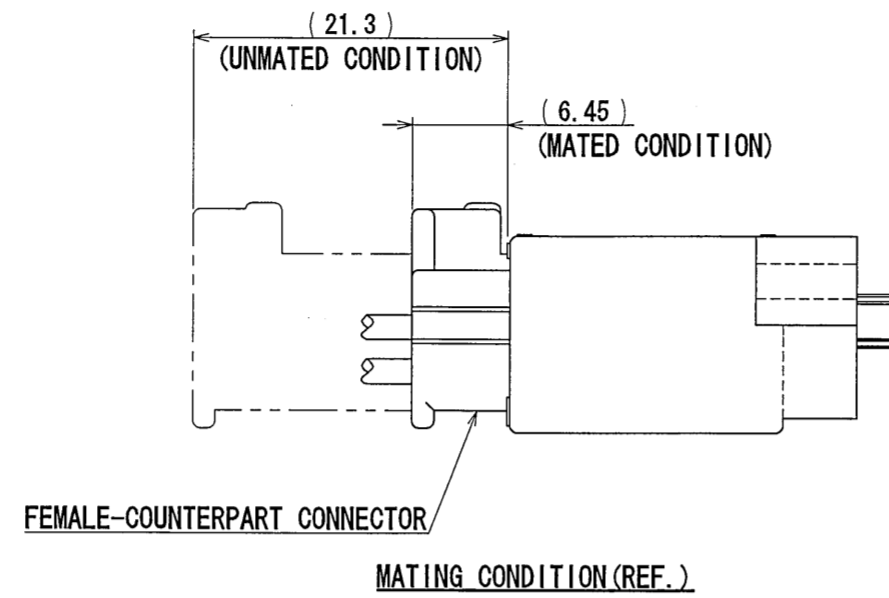 (21.3)
(UNMATED CONDITION)
(6.45)
(MATED CONDITION)
FEMALE-COUNTERPART CONNECTOR
MATING CONDITION(REF.)